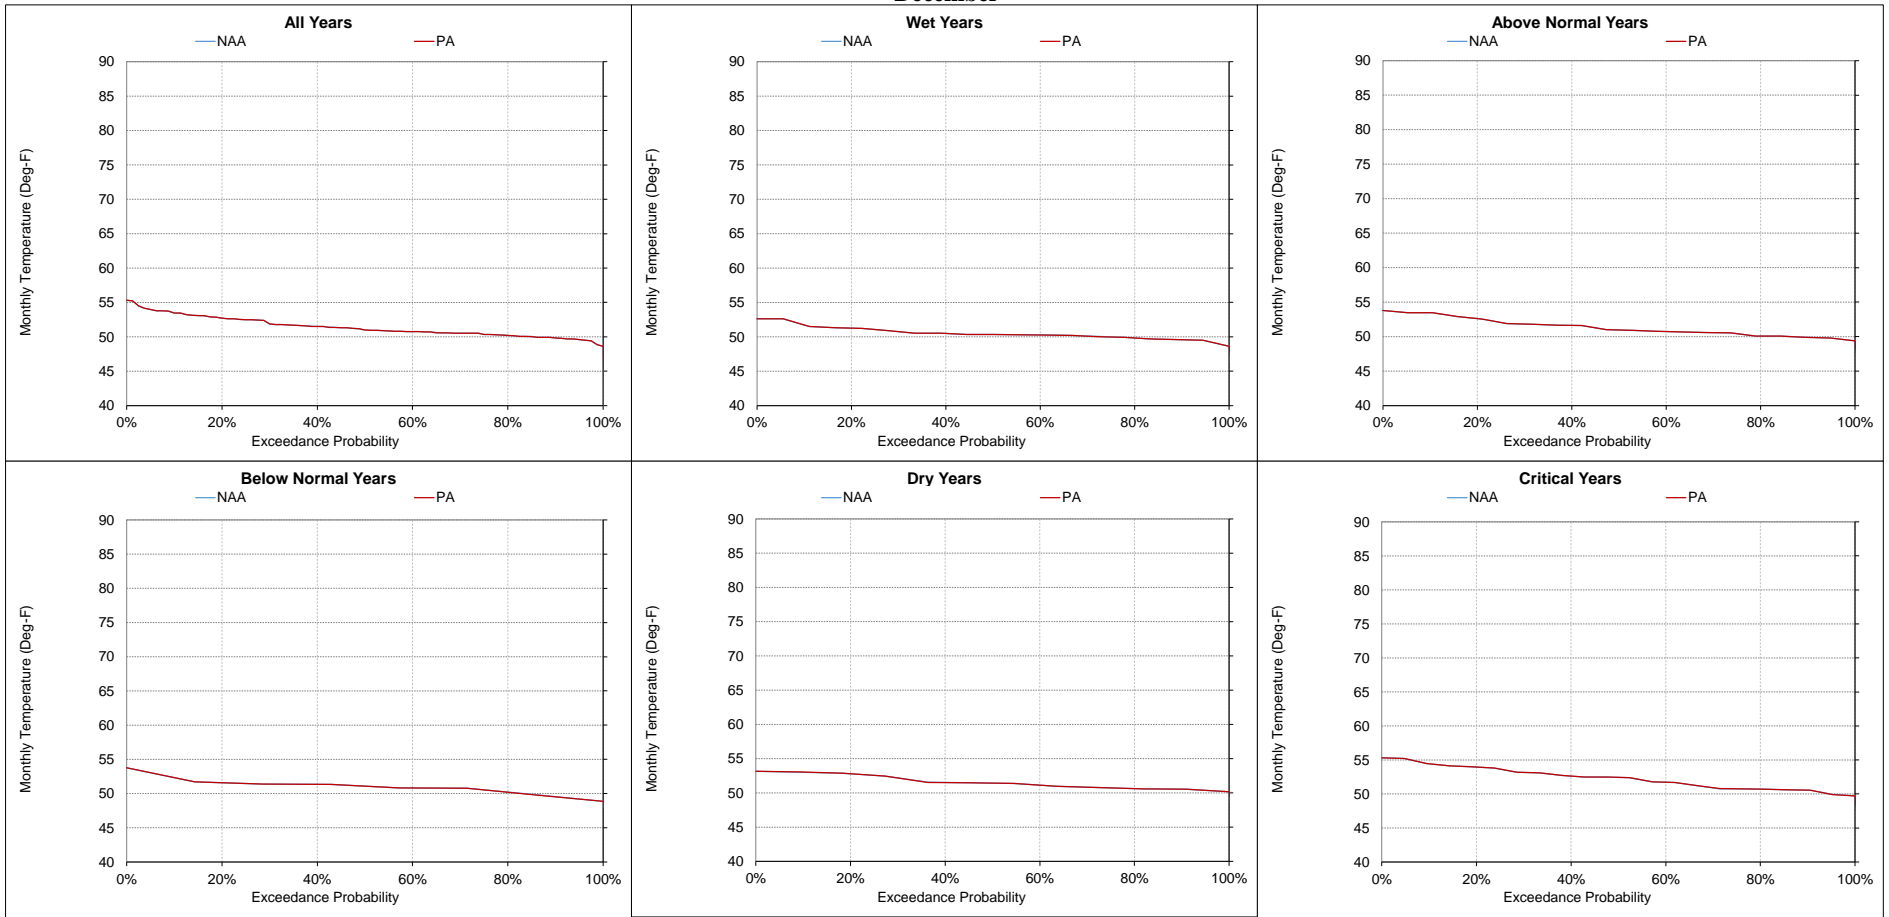 December
All Years
NAA PA
Monthly Temperature (Deg-F)
90
85
80
75
70
65
60
55
50
45
40
0% 20% 40% 60% 80% 100%
Exceedance Probability
Wet Years
NAA PA
Monthly Temperature (Deg-F)
90
85
80
75
70
65
60
55
50
45
40
0% 20% 40% 60% 80% 100%
Exceedance Probability
Above Normal Years
NAA PA
Monthly Temperature (Deg-F)
90
85
80
75
70
65
60
55
50
45
40
0% 20% 40% 60% 80% 100%
Exceedance Probability
Below Normal Years
NAA PA
Monthly Temperature (Deg-F)
90
85
80
75
70
65
60
55
50
45
40
0% 20% 40% 60% 80% 100%
Exceedance Probability
Dry Years
NAA PA
Monthly Temperature (Deg-F)
90
85
80
75
70
65
60
55
50
45
40
0% 20% 40% 60% 80% 100%
Exceedance Probability
Critical Years
NAA PA
Monthly Temperature (Deg-F)
90
85
80
75
70
65
60
55
50
45
40
0% 20% 40% 60% 80% 100%
Exceedance Probability